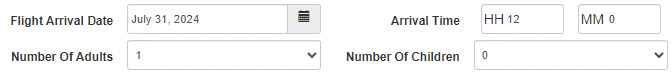 Flight Arrival Date July 31, 2024 Arrival Time HH 12 MM 0
Number Of Adults 1 Number Of Children 0